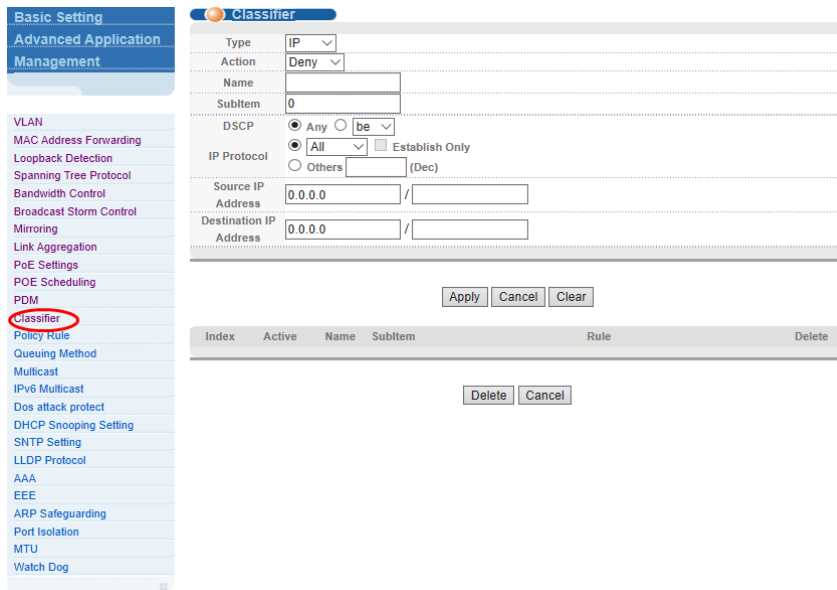 Basic Setting
Advanced Application
Management
VLAN
MAC Address Forwarding
Loopback Detection
Spanning Tree Protocol
Bandwidth Control
Broadcast Storm Control
Mirroring
Link Aggregation
PoE Settings
POE Scheduling
PDM
Classifier
Policy Rule
Queuing Method
Multicast
IPv6 Multicast
Dos attack protect
DHCP Snooping Setting
SNTP Setting
LLDP Protocol
AAA
EEE
ARP Safeguarding
Port Isolation
MTU
Watch Dog
Classifier
Type IP
Action Deny
Name
SubItem 0
DSCP Any be
IP Protocol All Establish Only
Others (Dec)
Source IP Address 0.0.0.0 /
Destination IP Address 0.0.0.0 /
Apply Cancel Clear
Index Active Name SubItem Rule Delete
Delete Cancel